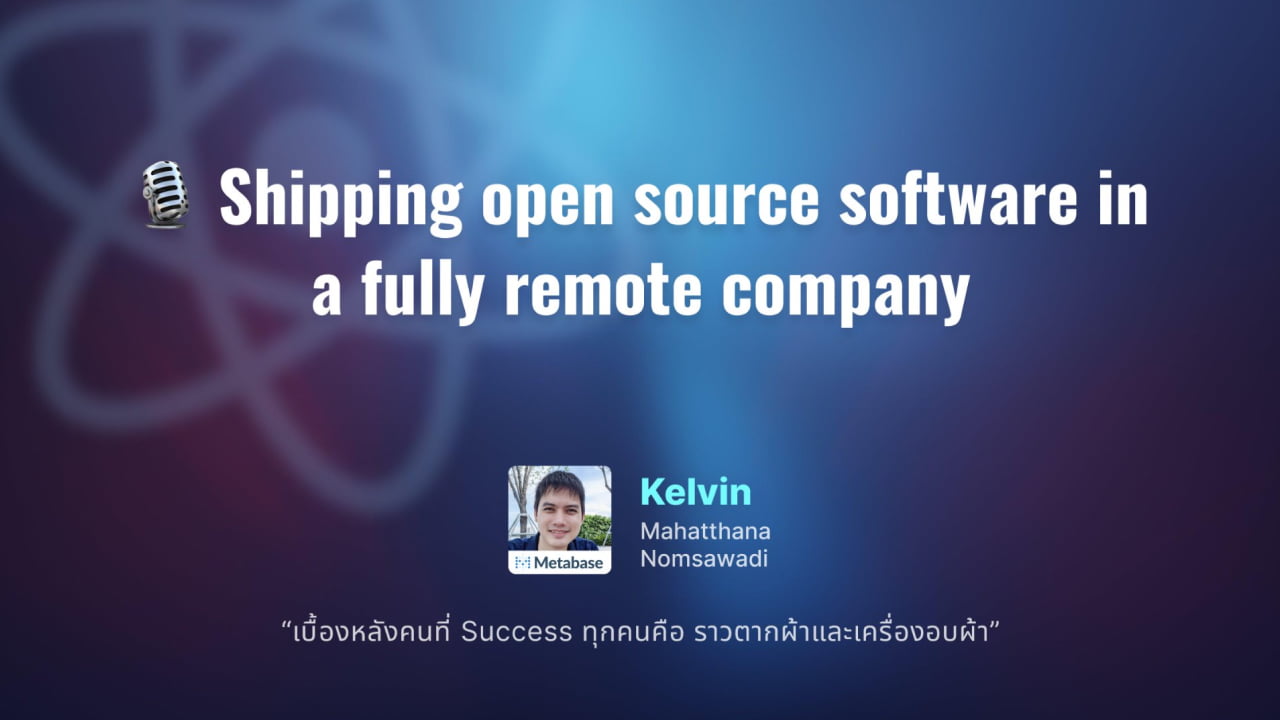 Shipping open source software in
a fully remote company
Kelvin
Mahatthana
Nomsawadi
Metabase
“เบื้องหลังคนที่ Success ทุกคนคือ ราวตากผ้าและเครื่องอบผ้า”